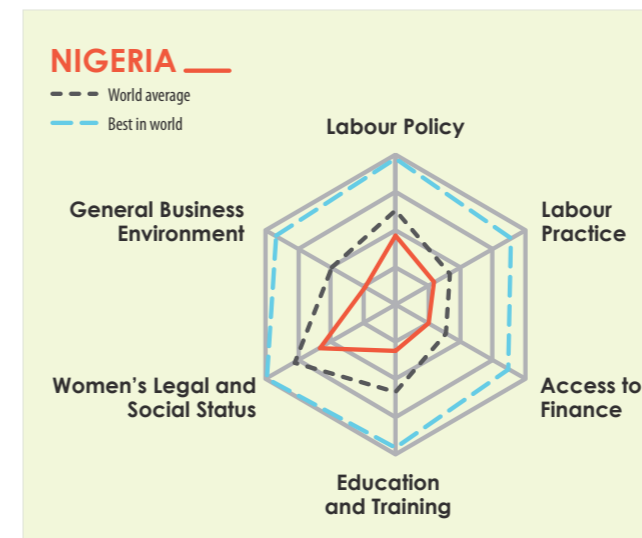 NIGERIA
World average
Best in world
Labour Policy
General Business
Environment
Labour
Practice
Women’s Legal and
Social Status
Access to
Finance
Education
and Training